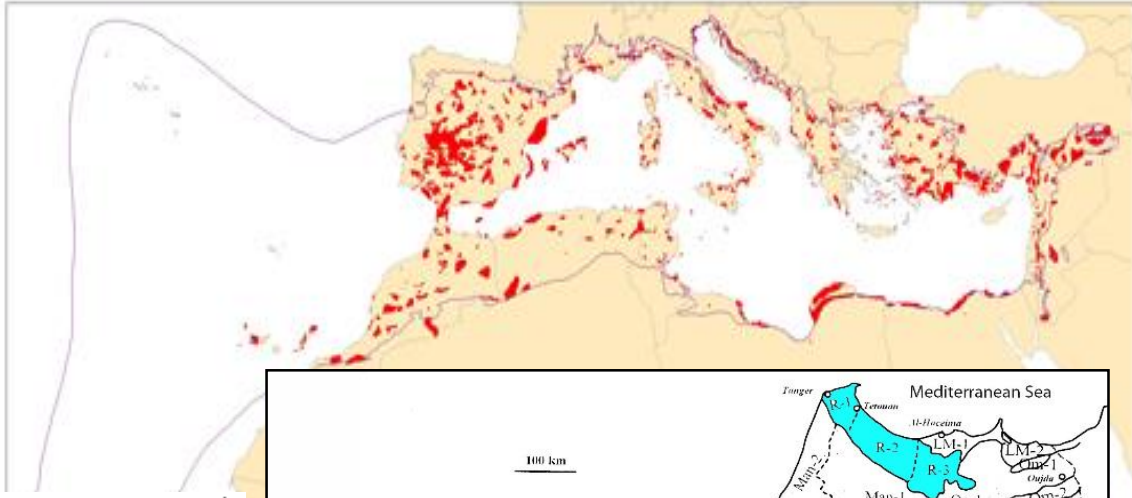 Tanger
Mediterranean Sea
R-1
Tetouan
Al-Hoceima
LM-1
R-2
LM-2
R-3
Om-1
Oujda
100 km
Man-2
Man-1